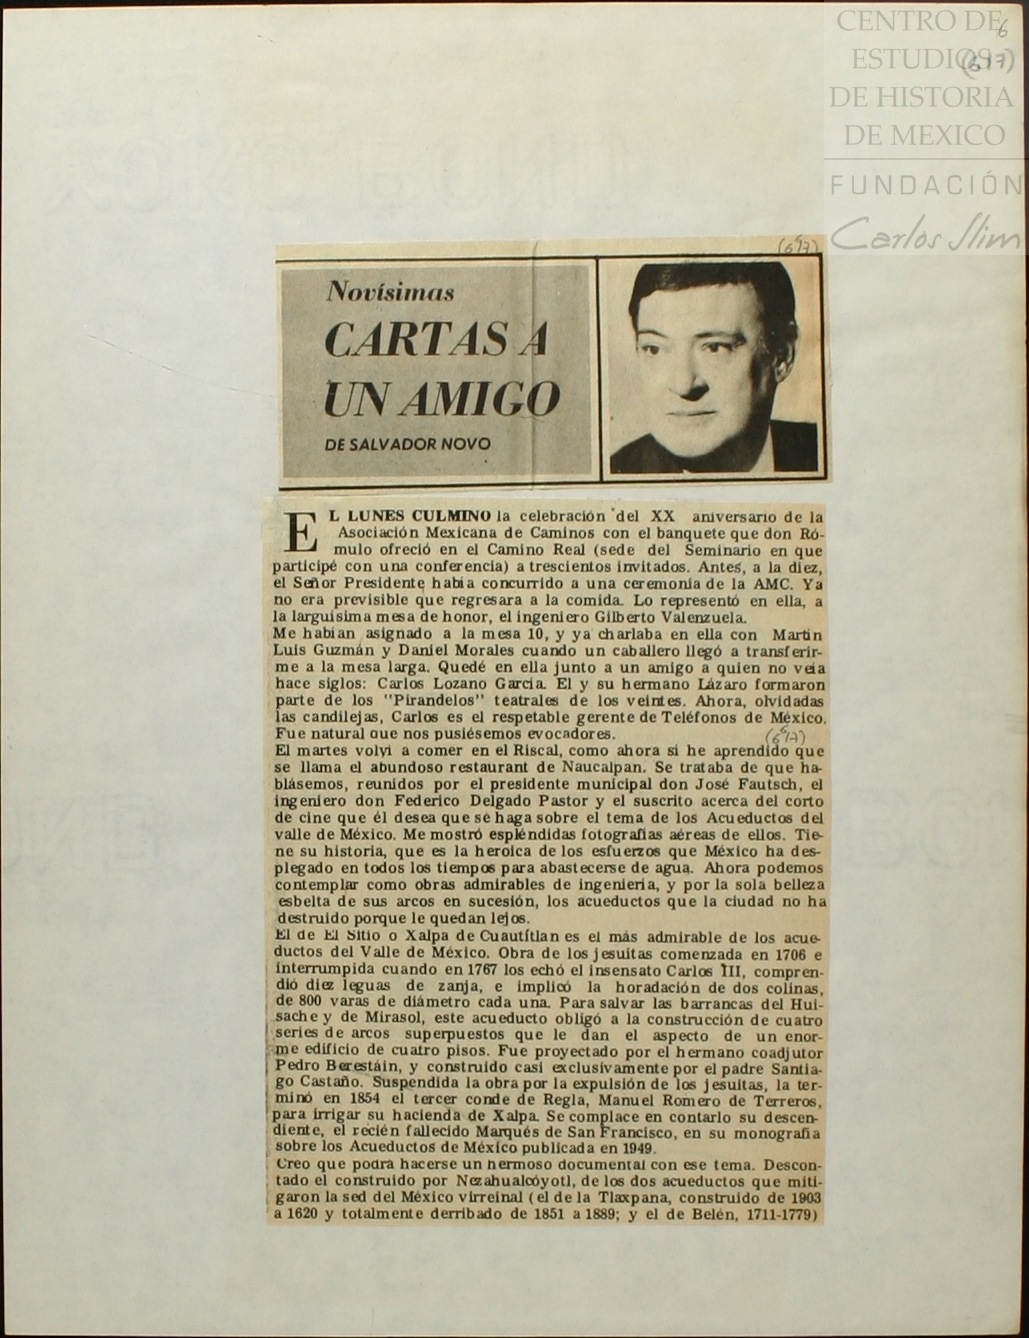 CENTRO DE
ESTUDIOS
DE HISTORIA
DE MEXICO
FUNDACIÓN
Carlos Slim
6
(617)
(617)
Novísimas
CARTAS A
UN AMIGO
DE SALVADOR NOVO
EL LUNES CULMINO la celebración del XX aniversario de la
Asociación Mexicana de Caminos con el banquete que don Ró-
mulo ofreció en el Camino Real (sede del Seminario en que
participé con una conferencia) a trescientos invitados. Antes, a la diez,
el Señor Presidente había concurrido a una ceremonia de la AMC. Ya
no era previsible que regresara a la comida. Lo representó en ella, a
la larguísima mesa de honor, el ingeniero Gilberto Valenzuela.
Me habían asignado a la mesa 10, y ya charlaba en ella con Martín
Luis Guzmán y Daniel Morales cuando un caballero llegó a transferir-
me a la mesa larga. Quedé en ella junto a un amigo a quien no veía
hace siglos: Carlos Lozano García. El y su hermano Lázaro formaron
parte de los "Pirandelos" teatrales de los veintes. Ahora, olvidadas
las candilejas, Carlos es el respetable gerente de Teléfonos de México.
Fue natural que nos pusiésemos evocadores.
(617)
El martes volví a comer en el Riscal, como ahora sí he aprendido que
se llama el abundoso restaurant de Naucalpan. Se trataba de que ha-
blásemos, reunidos por el presidente municipal don José Fautsch, el
ingeniero don Federico Delgado Pastor y el suscrito acerca del corto
de cine que él desea que se haga sobre el tema de los Acueductos del
valle de México. Me mostró espléndidas fotografías aéreas de ellos. Tie-
ne su historia, que es la heroica de los esfuerzos que México ha des-
plegado en todos los tiempos para abastecerse de agua. Ahora podemos
contemplar como obras admirables de ingeniería, y por la sola belleza
esbelta de sus arcos en sucesión, los acueductos que la ciudad no ha
destruido porque le quedan lejos.
El de El Sitio o Xalpa de Cuautítlan es el más admirable de los acue-
ductos del Valle de México. Obra de los jesuitas comenzada en 1706 e
interrumpida cuando en 1767 los echó el insensato Carlos III, compren-
dió diez leguas de zanja, e implicó la horadación de dos colinas,
de 800 varas de diámetro cada una. Para salvar las barrancas del Hui-
sache y de Mirasol, este acueducto obligó a la construcción de cuatro
series de arcos superpuestos que le dan el aspecto de un enor-
me edificio de cuatro pisos. Fue proyectado por el hermano coadjutor
Pedro Berestáin, y construido casi exclusivamente por el padre Santia-
go Castaño. Suspendida la obra por la expulsión de los jesuitas, la ter-
minó en 1854 el tercer conde de Regla, Manuel Romero de Terreros,
para irrigar su hacienda de Xalpa. Se complace en contarlo su descen-
diente, el recién fallecido Marqués de San Francisco, en su monografía
sobre los Acueductos de México publicada en 1949.
Creo que podrá hacerse un hermoso documental con ese tema. Descon-
tado el construido por Nezahualcóyotl, de los dos acueductos que miti-
garon la sed del México virreinal (el de la Tlaxpana, construido de 1903
a 1620 y totalmente derribado de 1851 a 1889; y el de Belén, 1711-1779)